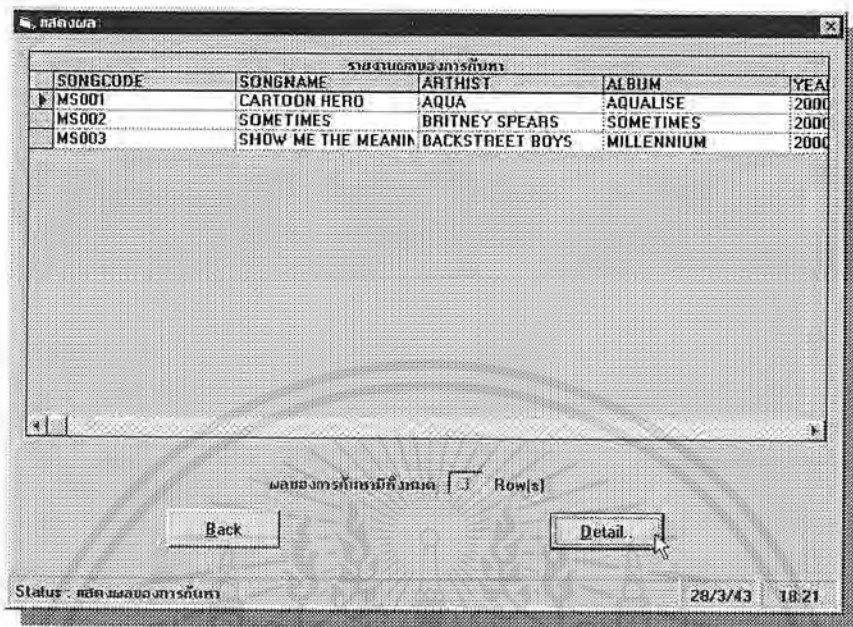 แสดงผล
รายงานผลของการค้นหา
SONGCODE SONGNAME ARTHIST ALBUM YEA
MS001 CARTOON HERO AQUA AQUALISE 2000
MS002 SOMETIMES BRITNEY SPEARS SOMETIMES 2000
MS003 SHOW ME THE MEANIN BACKSTREET BOYS MILLENNIUM 2000
ผลของการค้นหามีทั้งหมด 3 Row(s)
Back Detail..
Status : แสดงผลของการค้นหา 28/3/43 18:21